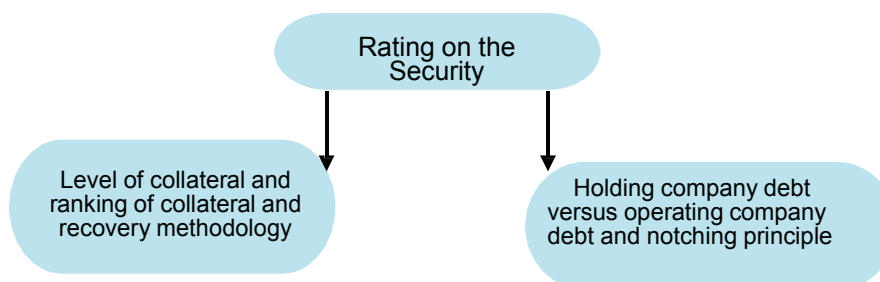 Rating on the
Security
Level of collateral and
ranking of collateral and
recovery methodology
Holding company debt
versus operating company
debt and notching principle